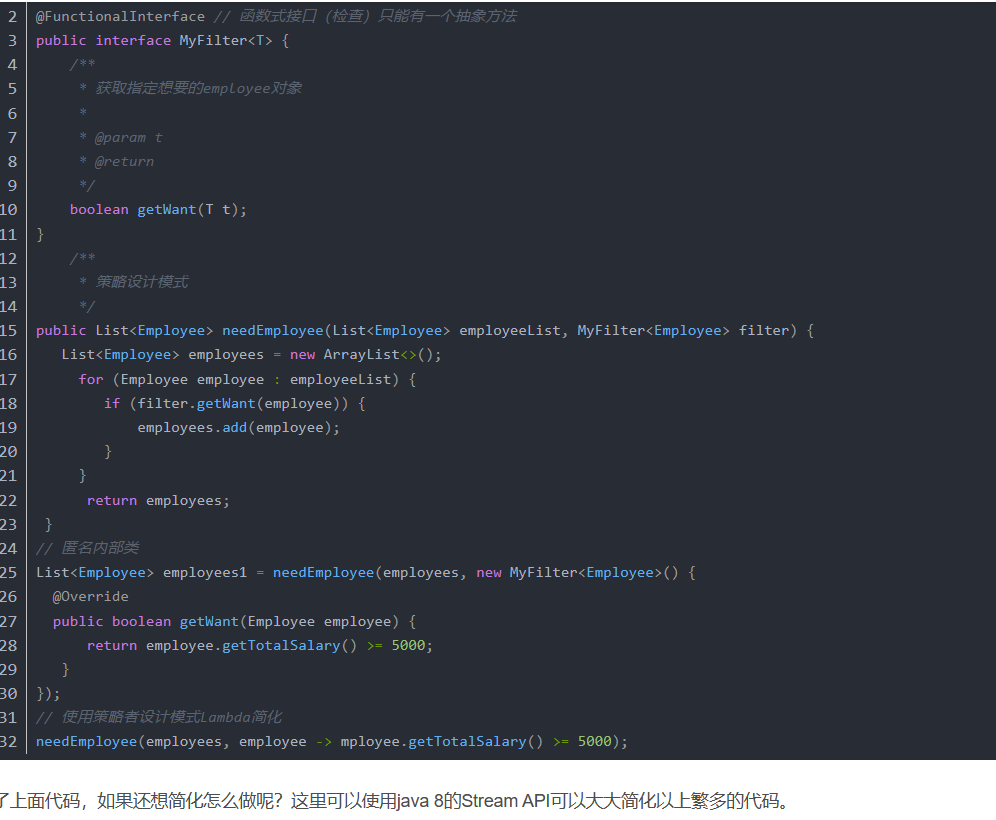 2 @FunctionalInterface // 函数式接口（检查）只能有一个抽象方法
3 public interface MyFilter<T> {
4     /**
5      * 获取指定想要的employee对象
6      *
7      * @param t
8      * @return
9      */
10     boolean getWant(T t);
11 }
12     /**
13      * 策略设计模式
14      */
15 public List<Employee> needEmployee(List<Employee> employeeList, MyFilter<Employee> filter) {
16    List<Employee> employees = new ArrayList<>();
17      for (Employee employee : employeeList) {
18         if (filter.getWant(employee)) {
19             employees.add(employee);
20         }
21      }
22       return employees;
23  }
24 // 匿名内部类
25 List<Employee> employees1 = needEmployee(employees, new MyFilter<Employee>() {
26   @Override
27   public boolean getWant(Employee employee) {
28       return employee.getTotalSalary() >= 5000;
29    }
30 });
31 // 使用策略者设计模式Lambda简化
32 needEmployee(employees, employee -> mployee.getTotalSalary() >= 5000);
了上面代码，如果还想简化怎么做呢？这里可以使用java 8的Stream API可以大大简化以上繁多的代码。